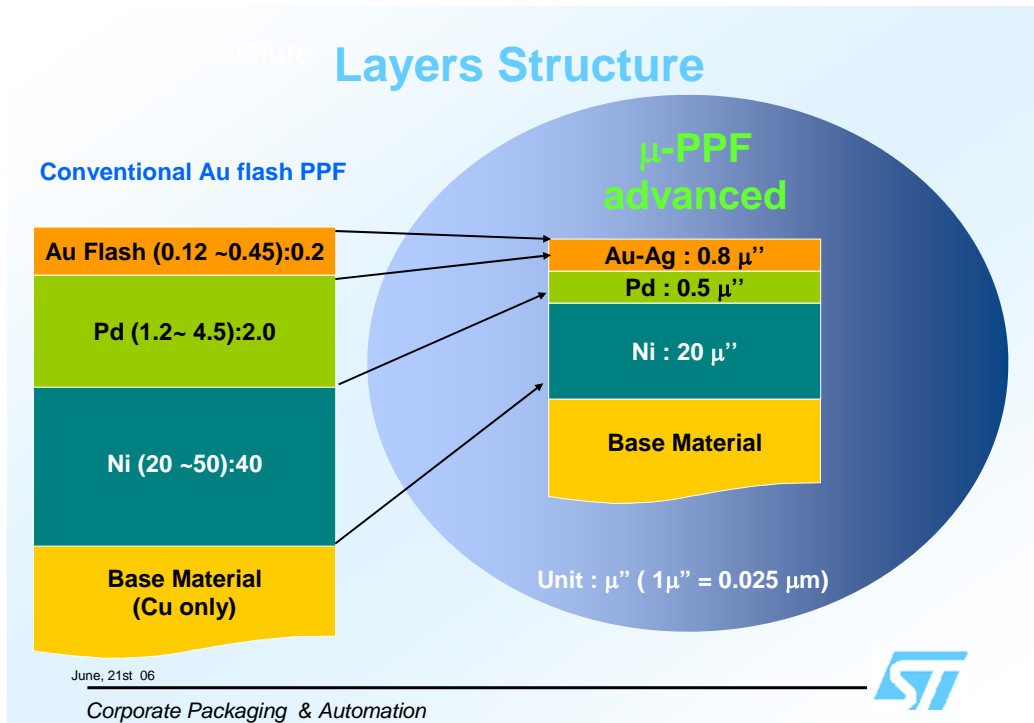 Structure
Layers Structure
Conventional Au flash PPF
μ-PPF
advanced
Au Flash (0.12 ~0.45):0.2
Pd (1.2~ 4.5):2.0
Ni (20 ~50):40
Base Material
(Cu only)
Au-Ag : 0.8 μ’’
Pd : 0.5 μ’’
Ni : 20 μ’’
Base Material
Unit : μ” ( 1μ” = 0.025 μm)
June, 21st 06
Corporate Packaging & Automation
ST